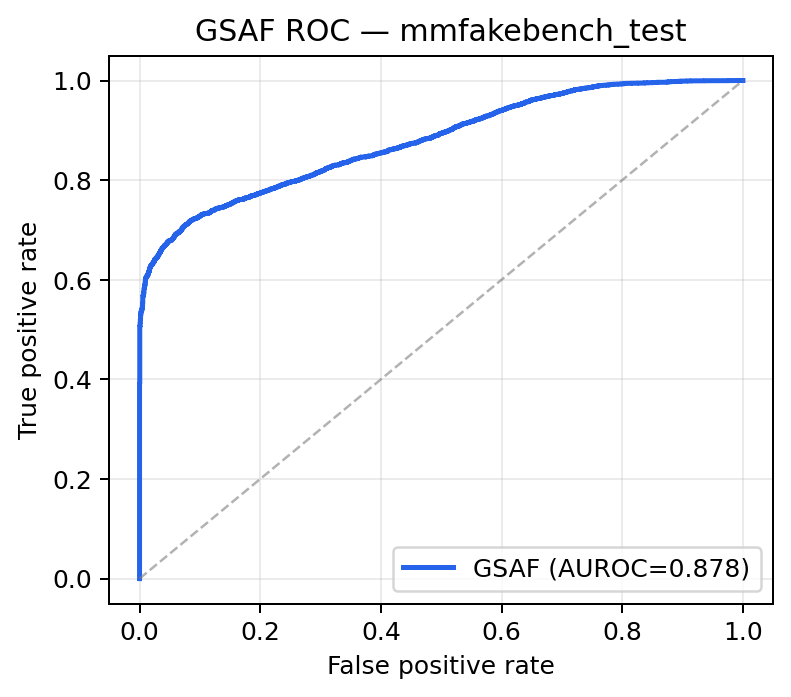 GSAF ROC — mmfakebench_test
True positive rate
1.0
0.8
0.6
0.4
0.2
0.0
GSAF (AUROC=0.878)
0.0 0.2 0.4 0.6 0.8 1.0
False positive rate